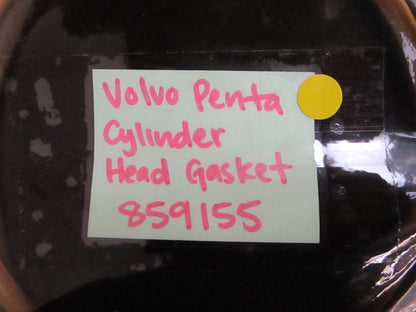 Volvo Penta
Cylinder
Head Gasket
859155